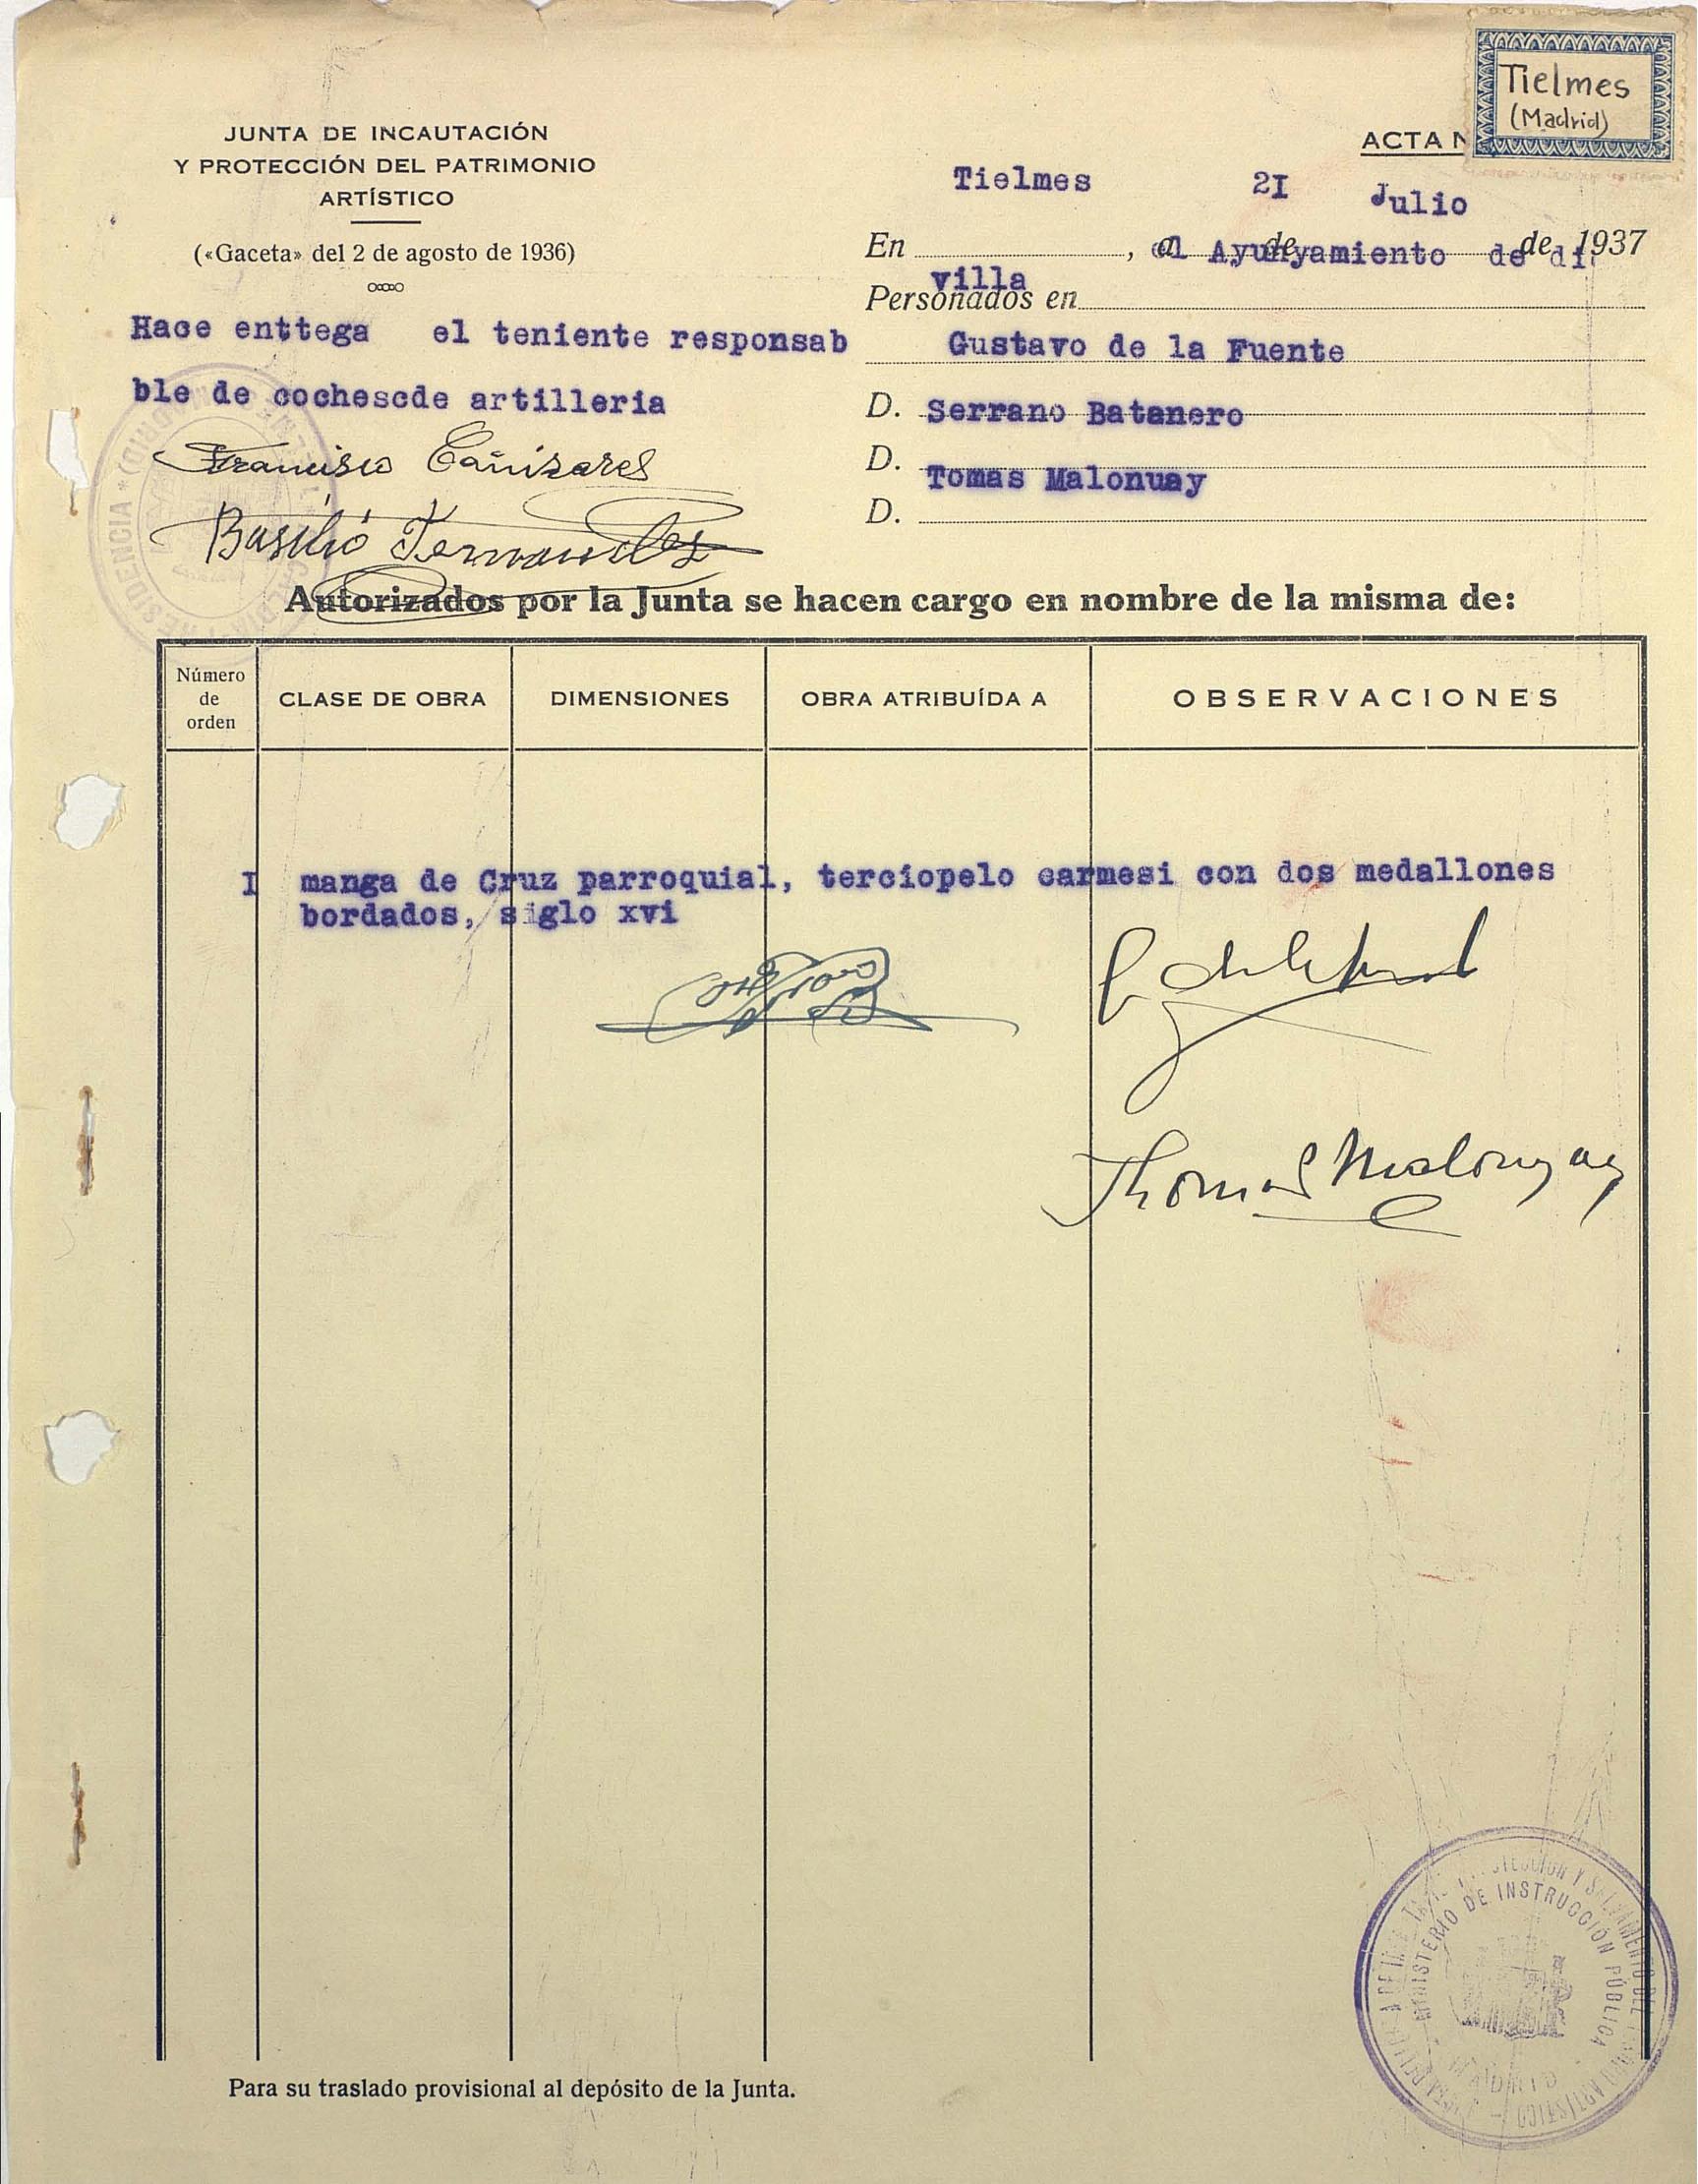 Tielmes
(Madrid)
JUNTA DE INCAUTACIÓN
Y PROTECCIÓN DEL PATRIMONIO
ARTÍSTICO
(«Gaceta» del 2 de agosto de 1936)
ACTA N
Tielmes 2I Julio
En , a de de 1937
el Ayunyamiento de di
villa
Personados en
Hace enttega el teniente responsab
ble de cochescde artilleria
Francisco Cañizares
Basilio Fernandez
Gustavo de la Fuente
D. Serrano Batanero
D. Tomas Malonuay
D.
Autorizados por la Junta se hacen cargo en nombre de la misma de:
Número de orden
CLASE DE OBRA
DIMENSIONES
OBRA ATRIBUÍDA A
OBSERVACIONES
I manga de Cruz parroquial, terciopelo carmesi con dos medallones
bordados, siglo xvi
Thomas Malonyay
MINISTERIO DE INSTRUCCIÓN PÚBLICA
MADRID
Para su traslado provisional al depósito de la Junta.